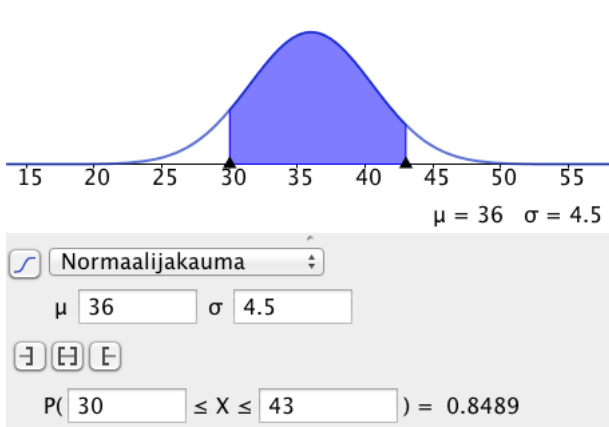 15 20 25 30 35 40 45 50 55
μ = 36 σ = 4.5
Normaalijakauma
μ 36 σ 4.5
P( 30 ≤ X ≤ 43 ) = 0.8489